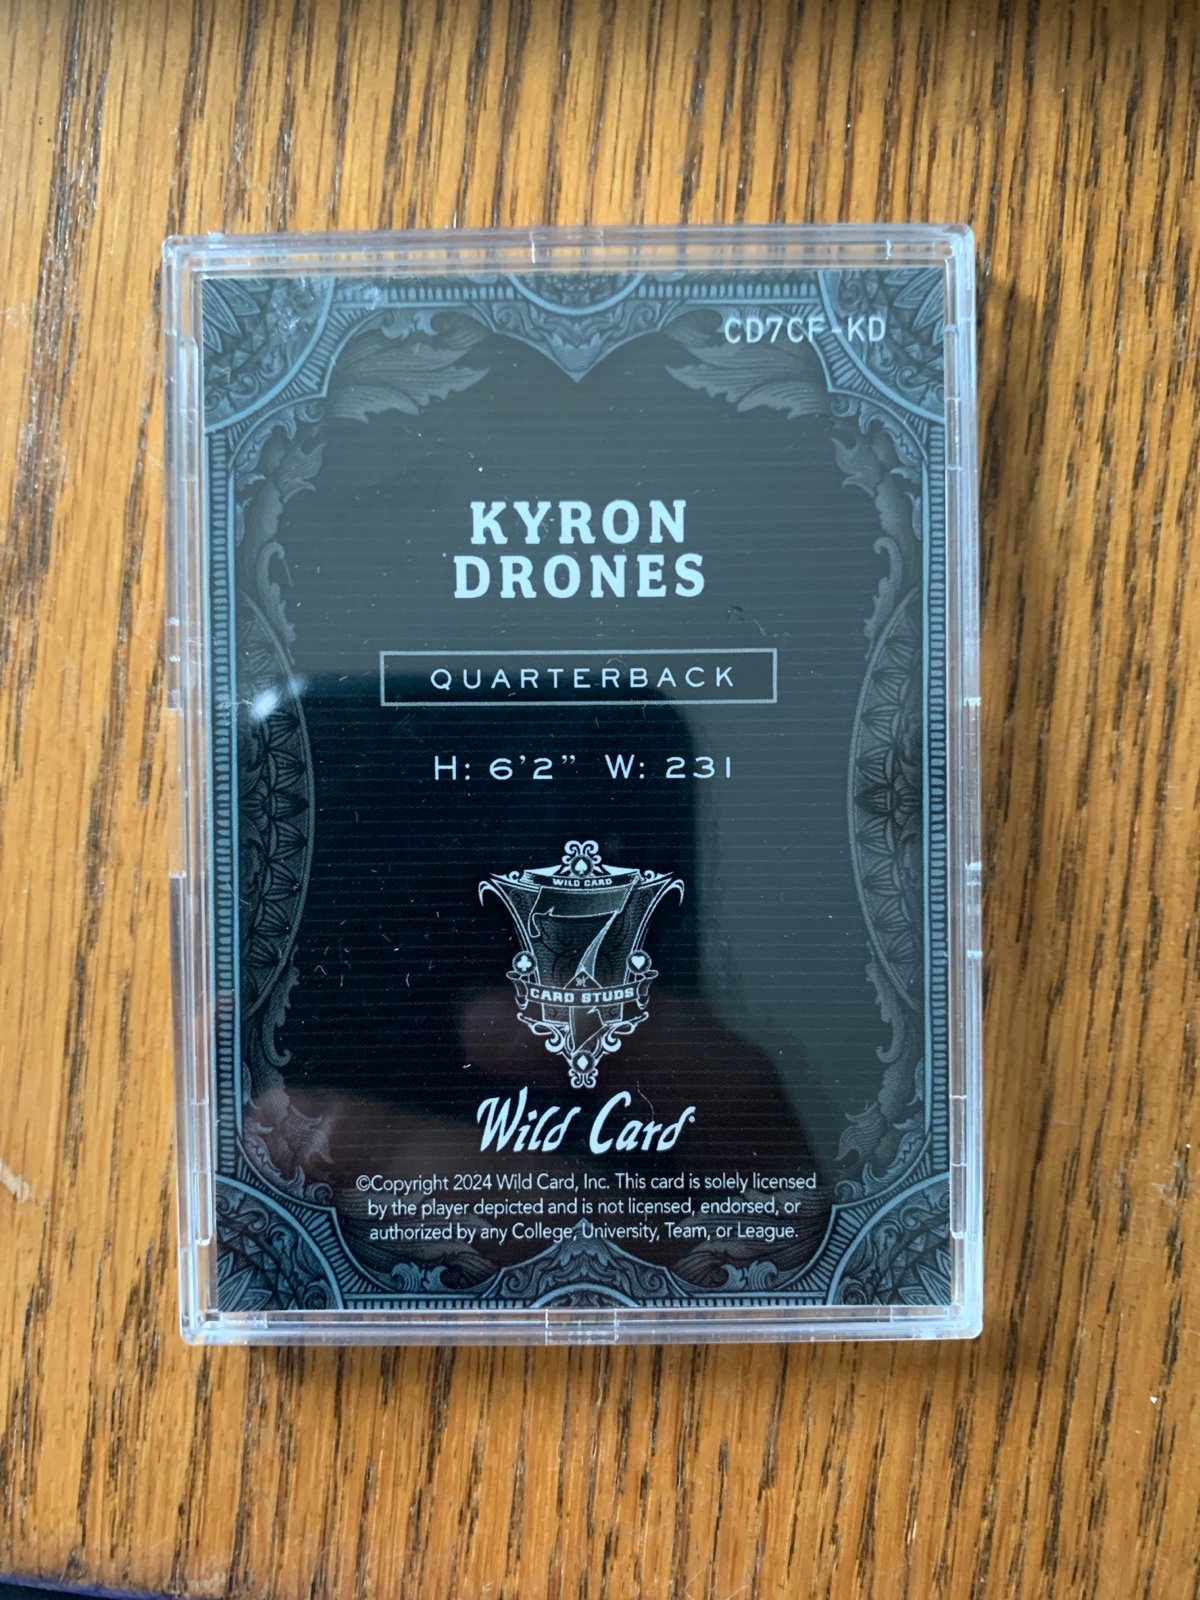 CD7CF-KD
KYRON
DRONES
QUARTERBACK
H: 6'2” W: 231
WILD CARD
7
CARD STUDS
Wild Card
©Copyright 2024 Wild Card, Inc. This card is solely licensed
by the player depicted and is not licensed, endorsed, or
authorized by any College, University, Team, or League.